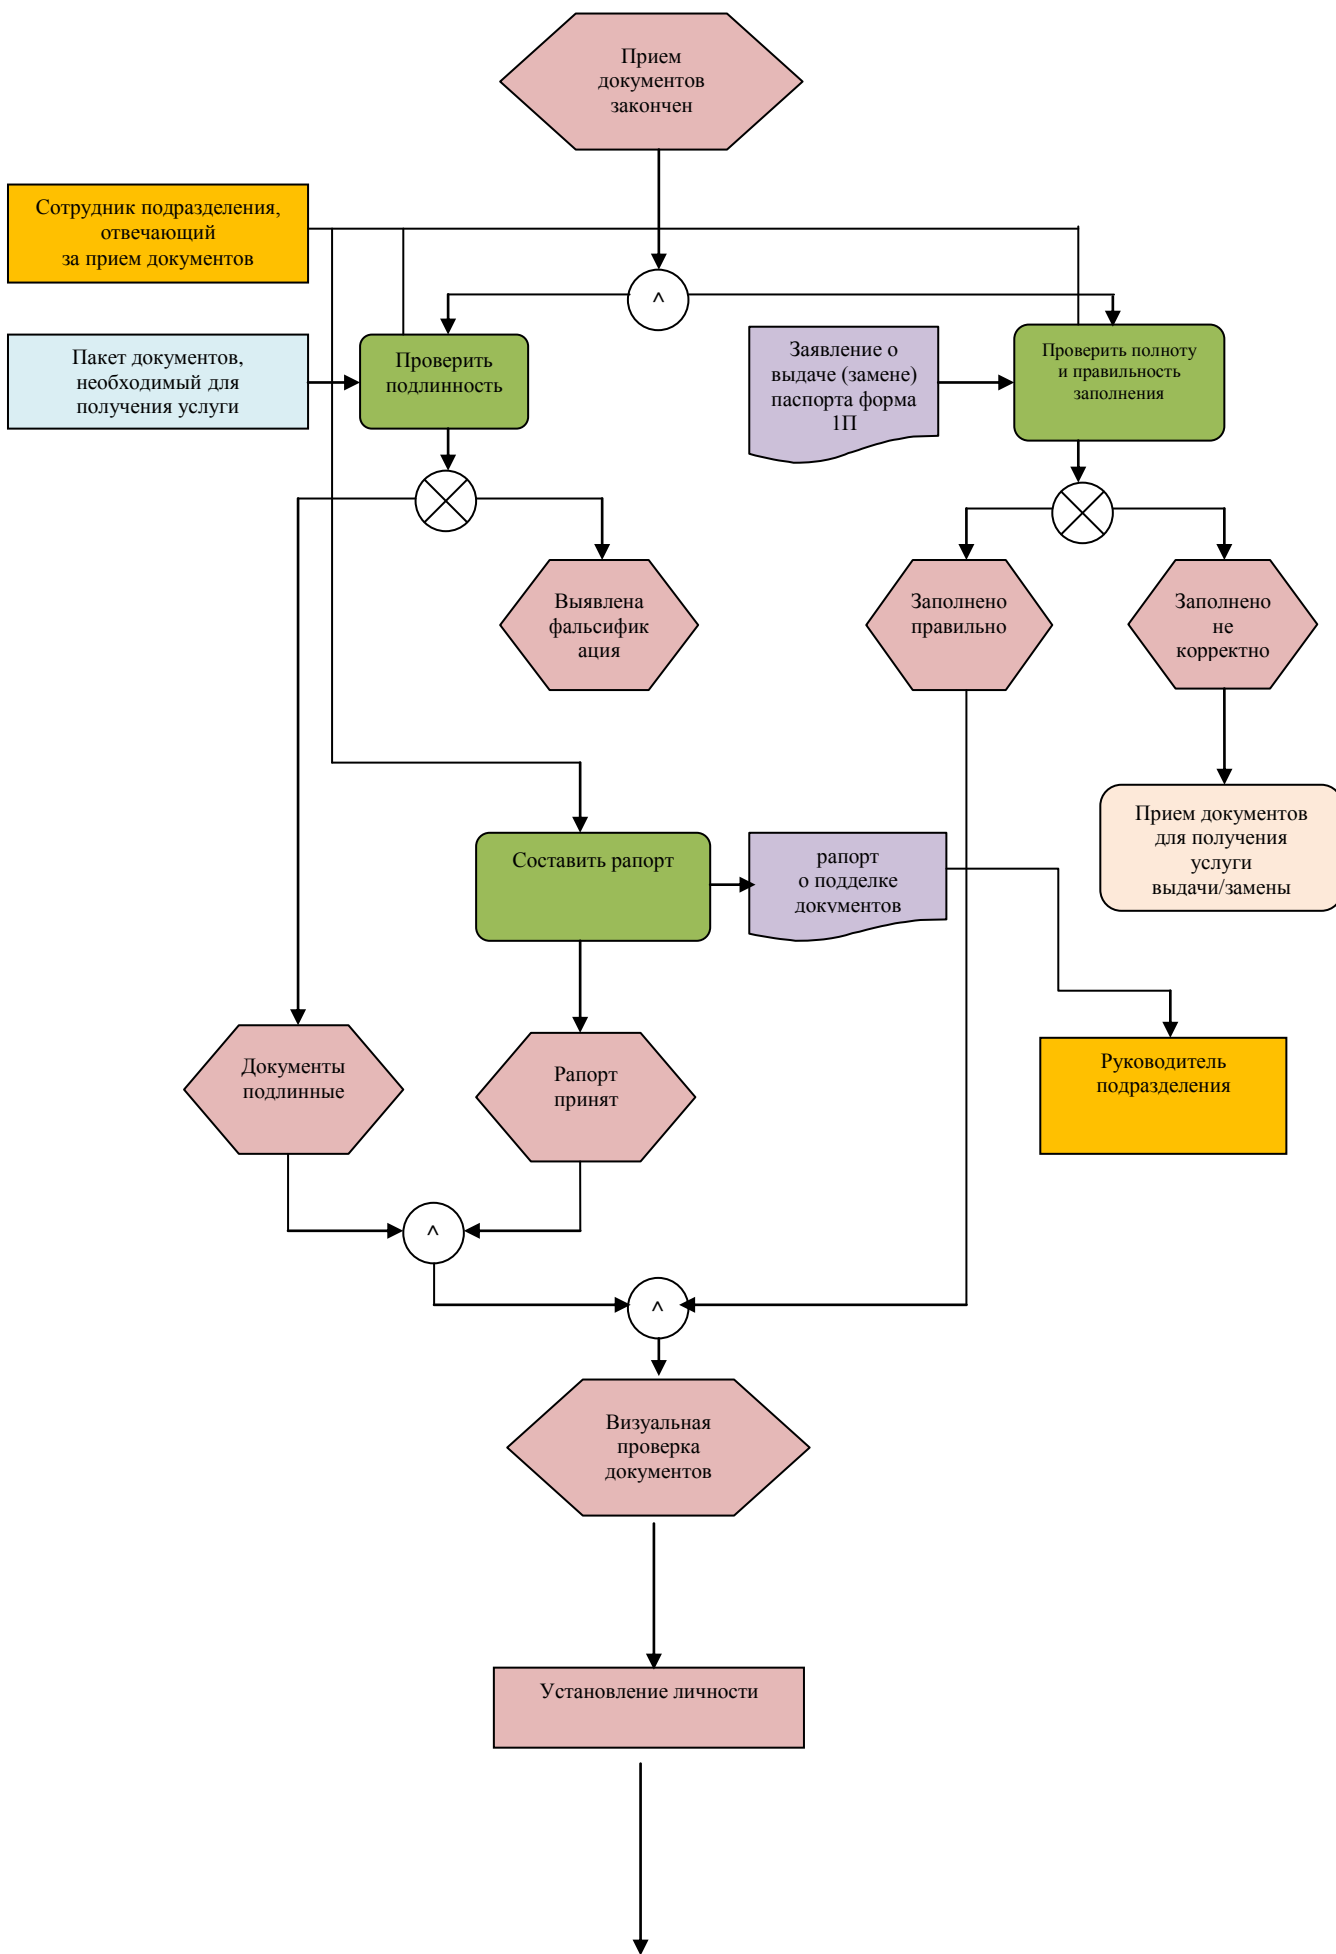 Прием
документов
закончен
Сотрудник подразделения,
отвечающий
за прием документов
^
Пакет документов,
необходимый для
получения услуги
Проверить
подлинность
Заявление о
выдаче (замене)
паспорта форма
1П
Проверить полноту
и правильность
заполнения
Выявлена
фальсифик
ация
Заполнено
правильно
Заполнено
не
корректно
Прием документов
для получения
услуги
выдачи/замены
Составить рапорт
рапорт
о подделке
документов
Документы
подлинные
Рапорт
принят
Руководитель
подразделения
^
^
Визуальная
проверка
документов
Установление личности